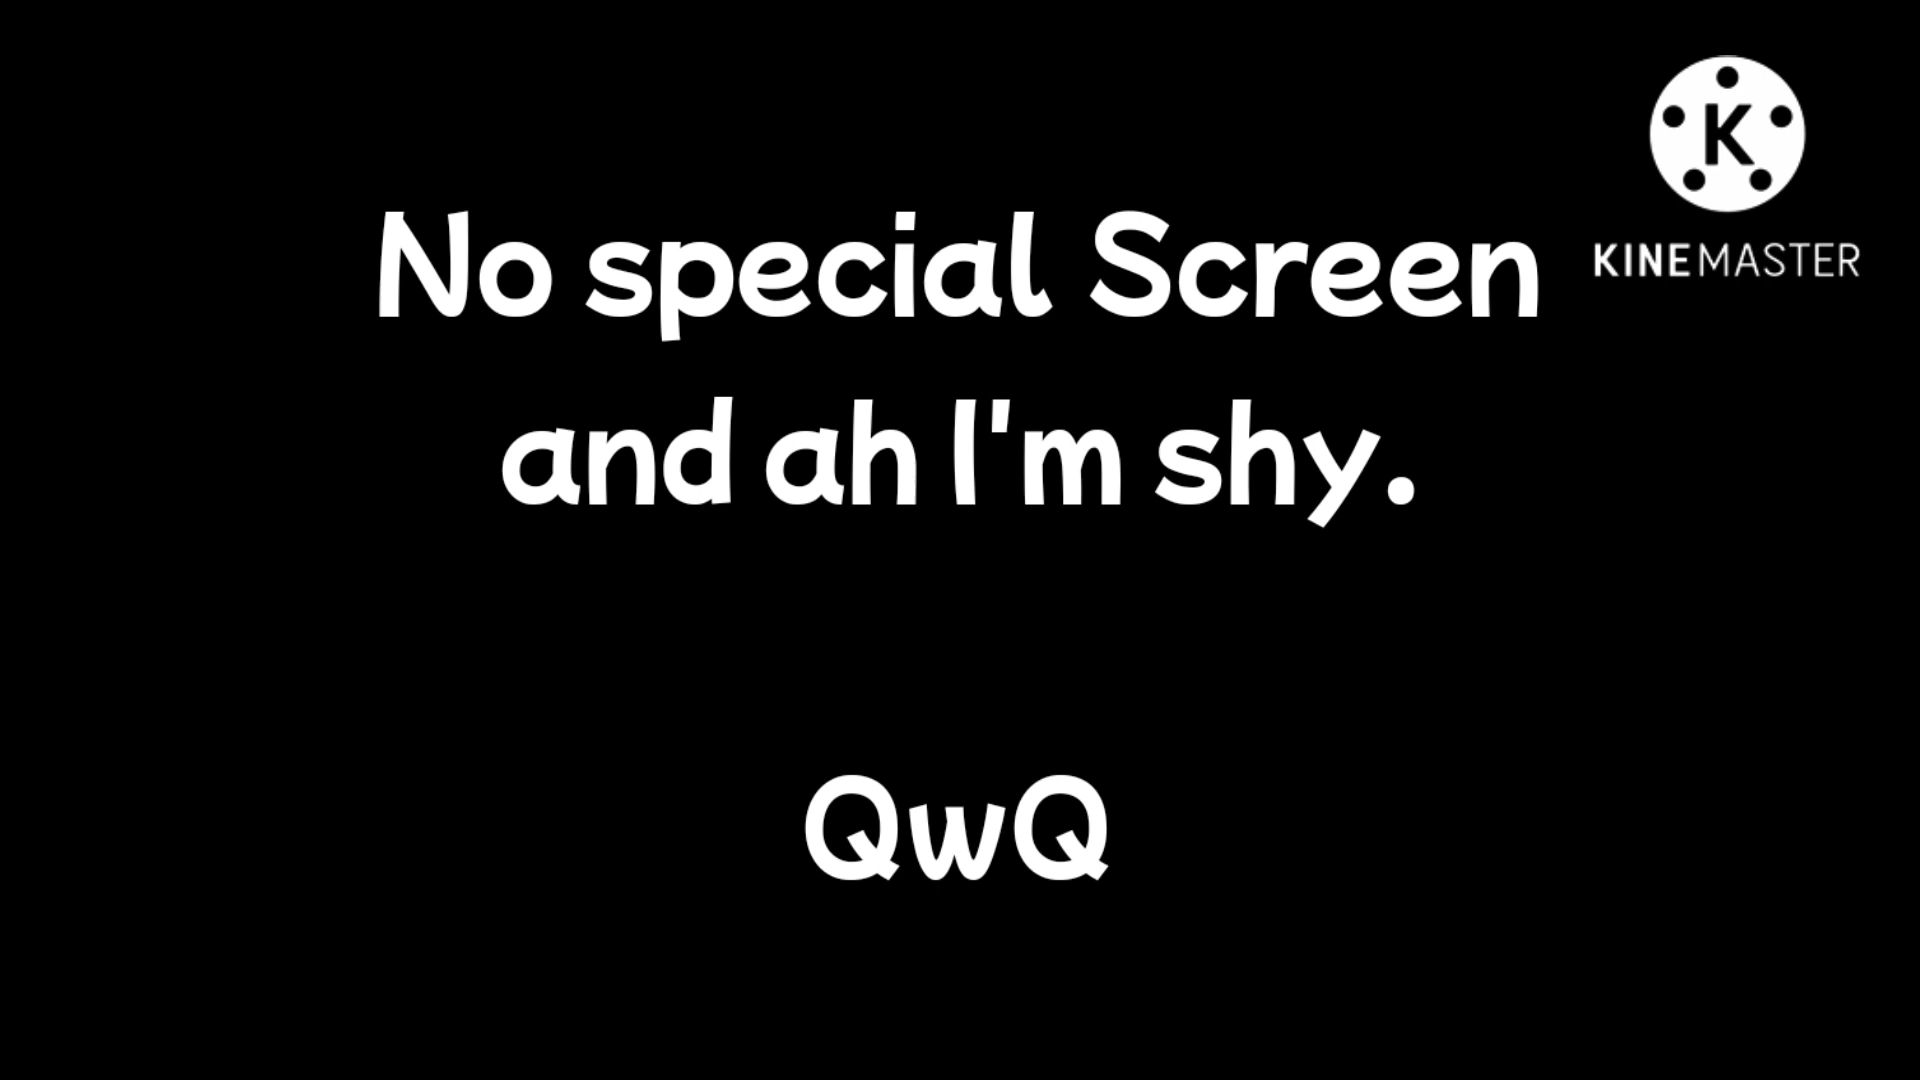 K
KINEMASTER
No special Screen
and ah I'm shy.
QwQ